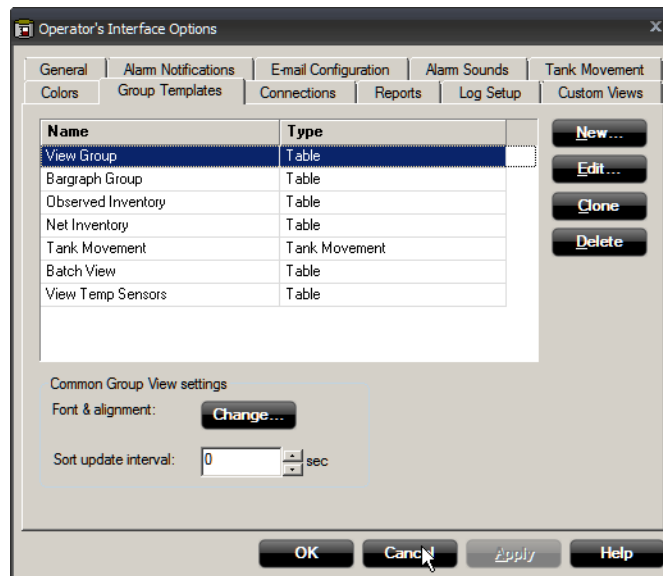 Operator's Interface Options
x
General Alarm Notifications E-mail Configuration Alarm Sounds Tank Movement
Colors Group Templates Connections Reports Log Setup Custom Views
Name Type
View Group Table
Bargraph Group Table
Observed Inventory Table
Net Inventory Table
Tank Movement Tank Movement
Batch View Table
View Temp Sensors Table
New...
Edit...
Clone
Delete
Common Group View settings
Font & alignment: Change...
Sort update interval: 0 sec
OK Cancel Apply Help